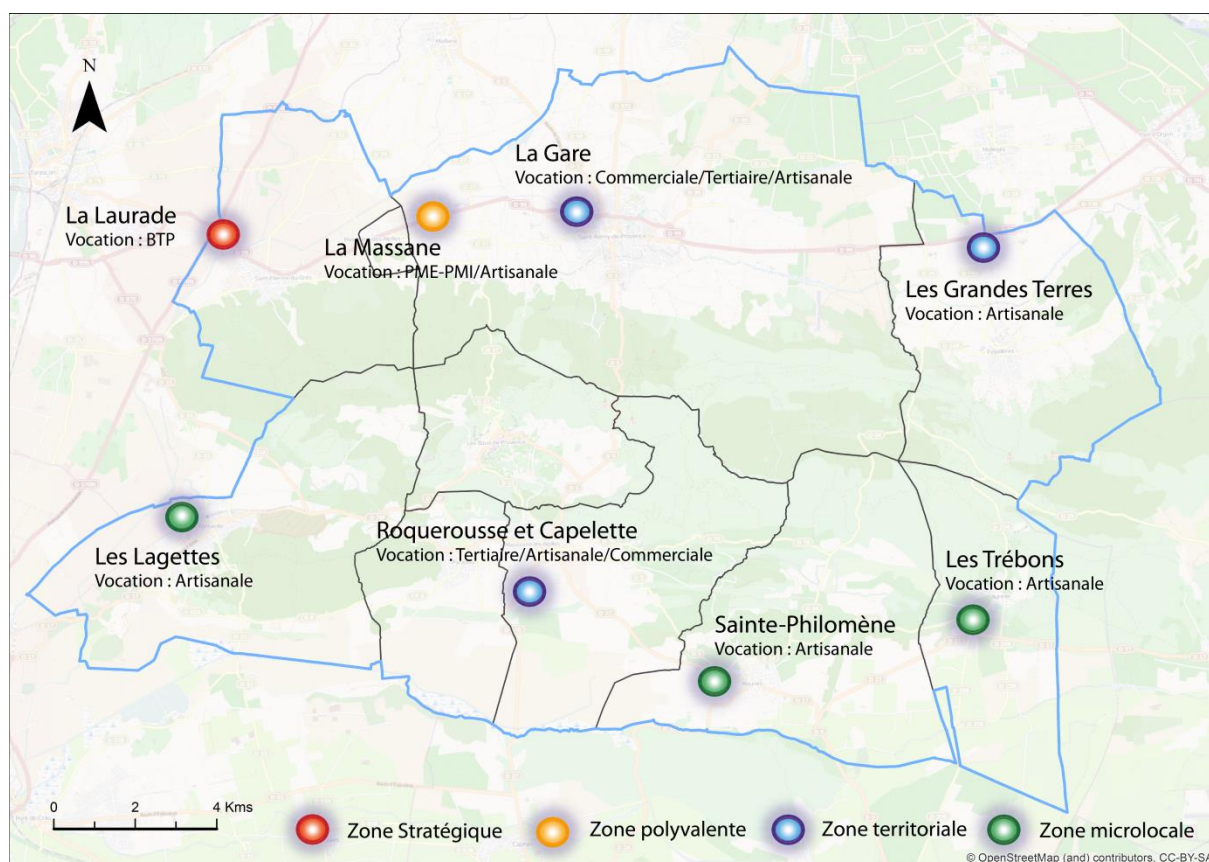 N
La Gare
Vocation : Commerciale/Tertiaire/Artisanale
La Laurade
Vocation : BTP
La Massane
Vocation : PME-PMI/Artisanale
Les Grandes Terres
Vocation : Artisanale
Roquerousse et Capelette
Vocation : Tertiaire/Artisanale/Commerciale
Les Lagettes
Vocation : Artisanale
Les Trébons
Vocation : Artisanale
Sainte-Philomène
Vocation : Artisanale
0 2 4 Kms
Zone Stratégique
Zone polyvalente
Zone territoriale
Zone microlocale
© OpenStreetMap (and) contributors, CC-BY-SA